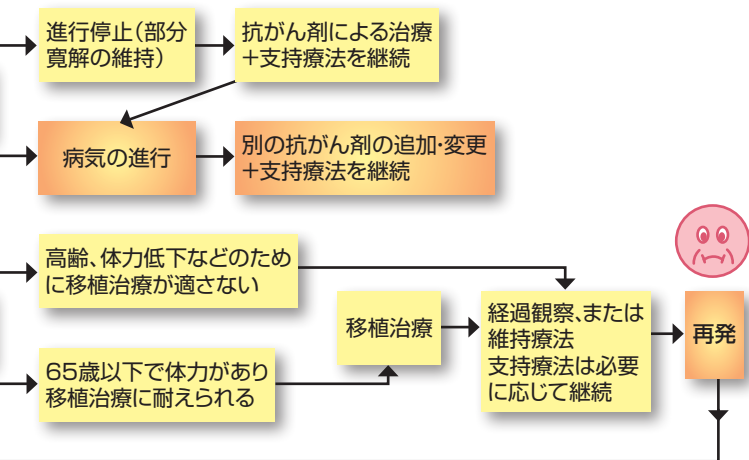 進行停止(部分
寛解の維持)
抗がん剤による治療
+支持療法を継続
病気の進行
別の抗がん剤の追加・変更
+支持療法を継続
高齢、体力低下などのため
に移植治療が適さない
移植治療
経過観察、または
維持療法
支持療法は必要
に応じて継続
再発
65歳以下で体力があり
移植治療に耐えられる